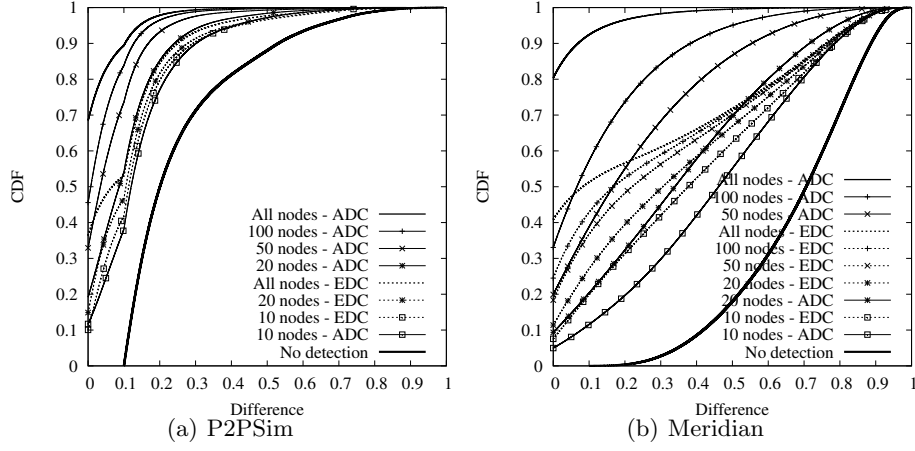 1
0.9
0.8
0.7
0.6
0.5
0.4
0.3
0.2
0.1
0
CDF
0 0.1 0.2 0.3 0.4 0.5 0.6 0.7 0.8 0.9 1
Difference
All nodes - ADC
100 nodes - ADC
50 nodes - ADC
20 nodes - ADC
All nodes - EDC
20 nodes - EDC
10 nodes - EDC
10 nodes - ADC
No detection
(a) P2PSim
1
0.9
0.8
0.7
0.6
0.5
0.4
0.3
0.2
0.1
0
CDF
0 0.1 0.2 0.3 0.4 0.5 0.6 0.7 0.8 0.9 1
Difference
All nodes - ADC
100 nodes - ADC
50 nodes - ADC
All nodes - EDC
100 nodes - EDC
50 nodes - EDC
20 nodes - EDC
20 nodes - ADC
10 nodes - EDC
10 nodes - ADC
No detection
(b) Meridian